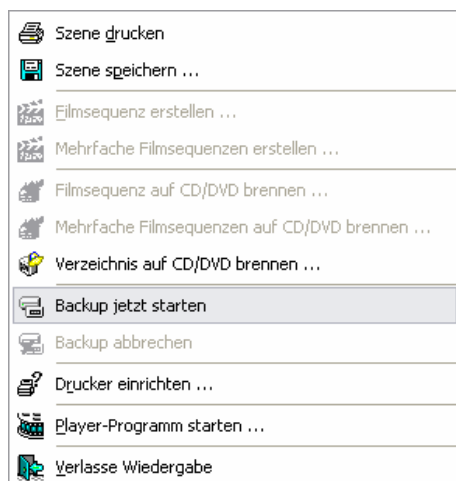 Szene drucken
Szene speichern ...
Filmsequenz erstellen ...
Mehrfache Filmsequenzen erstellen ...
Filmsequenz auf CD/DVD brennen ...
Mehrfache Filmsequenzen auf CD/DVD brennen ...
Verzeichnis auf CD/DVD brennen ...
Backup jetzt starten
Backup abbrechen
Drucker einrichten ...
Player-Programm starten ...
Verlasse Wiedergabe